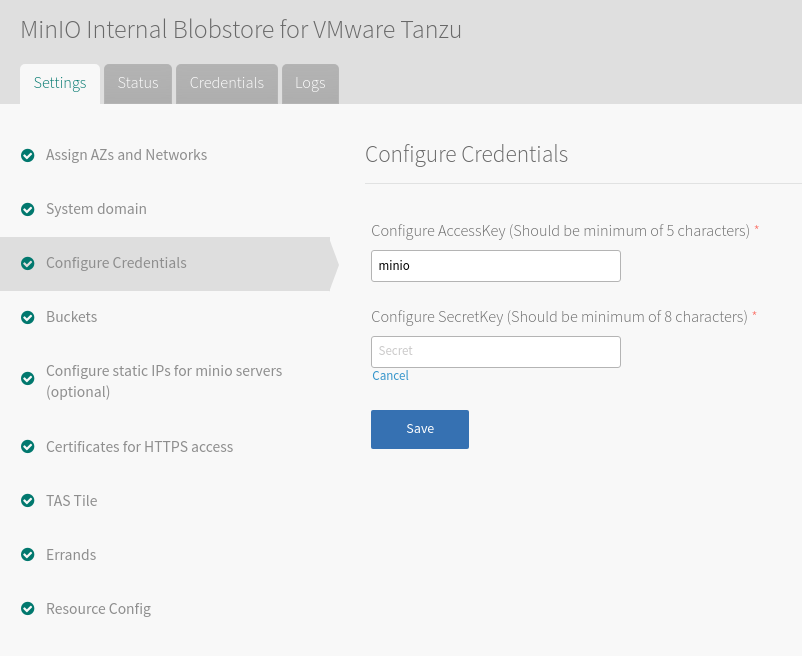 MinIO Internal Blobstore for VMware Tanzu
Settings
Status
Credentials
Logs
Assign AZs and Networks
System domain
Configure Credentials
Buckets
Configure static IPs for minio servers
(optional)
Certificates for HTTPS access
TAS Tile
Errands
Resource Config
Configure Credentials
Configure AccessKey (Should be minimum of 5 characters) *
minio
Configure SecretKey (Should be minimum of 8 characters) *
Secret
Cancel
Save